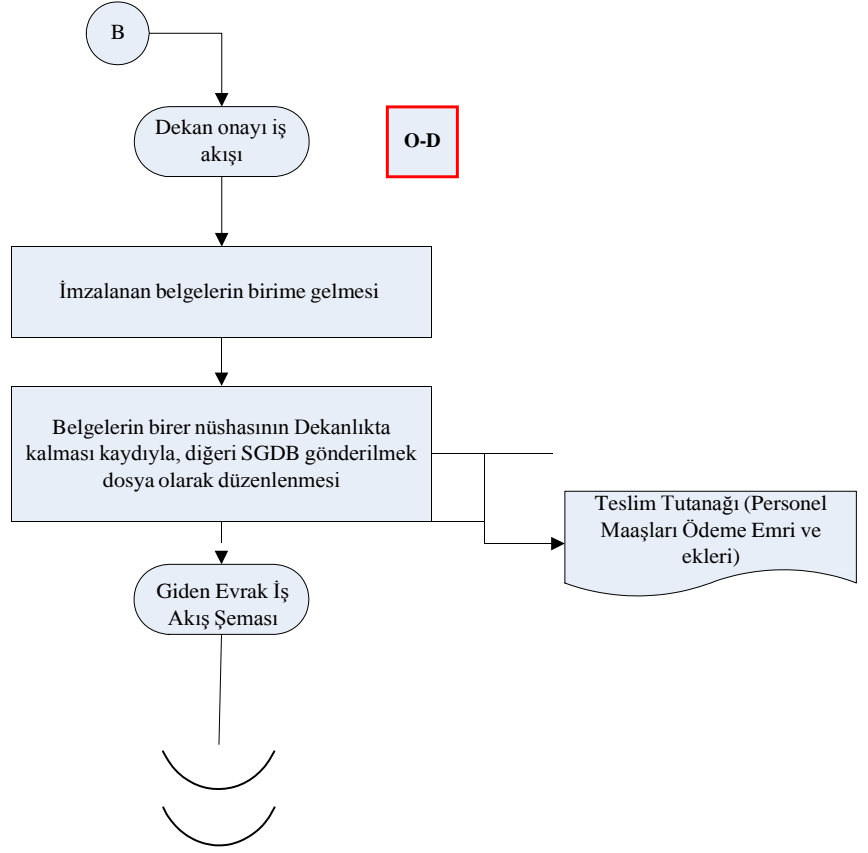 B
Dekan onayı iş
akışı
O-D
İmzalanan belgelerin birime gelmesi
Belgelerin birer nüshasının Dekanlıkta
kalması kaydıyla, diğeri SGDB gönderilmek
dosya olarak düzenlenmesi
Teslim Tutanağı (Personel
Maaşları Ödeme Emri ve
ekleri)
Giden Evrak İş
Akış Şeması